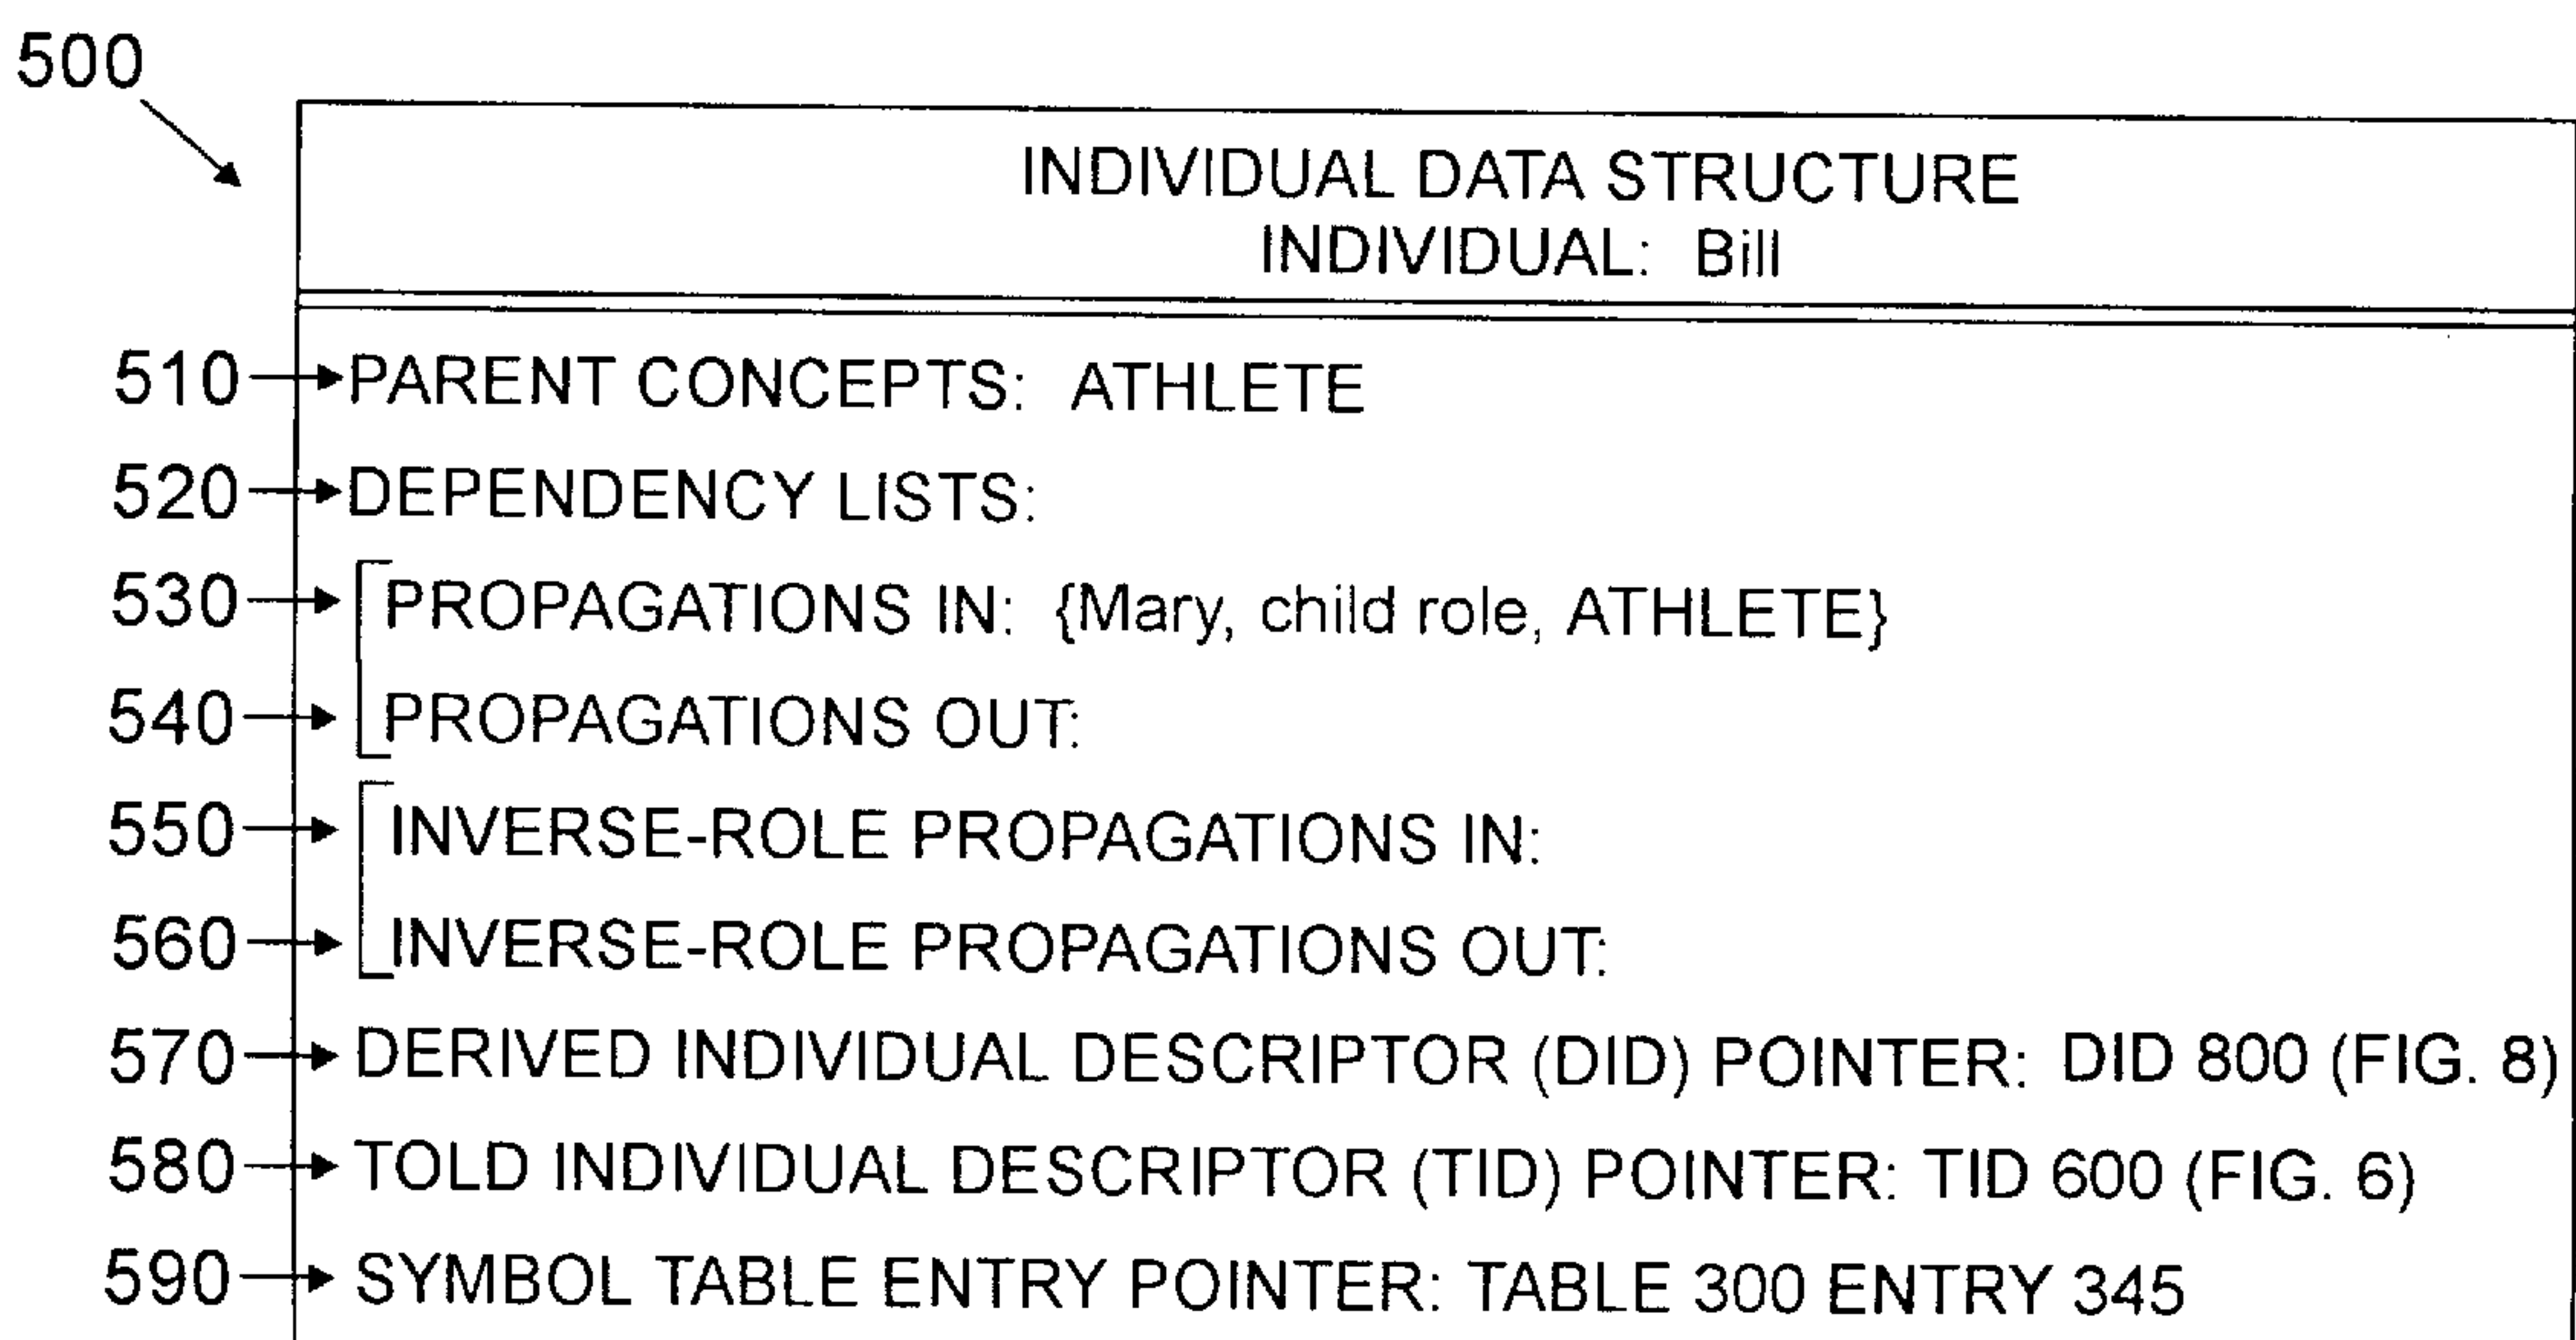 500
INDIVIDUAL DATA STRUCTURE
INDIVIDUAL: Bill
510 PARENT CONCEPTS: ATHLETE
520 DEPENDENCY LISTS:
530 PROPAGATIONS IN: {Mary, child role, ATHLETE}
540 PROPAGATIONS OUT:
550 INVERSE-ROLE PROPAGATIONS IN:
560 INVERSE-ROLE PROPAGATIONS OUT:
570 DERIVED INDIVIDUAL DESCRIPTOR (DID) POINTER: DID 800 (FIG. 8)
580 TOLD INDIVIDUAL DESCRIPTOR (TID) POINTER: TID 600 (FIG. 6)
590 SYMBOL TABLE ENTRY POINTER: TABLE 300 ENTRY 345